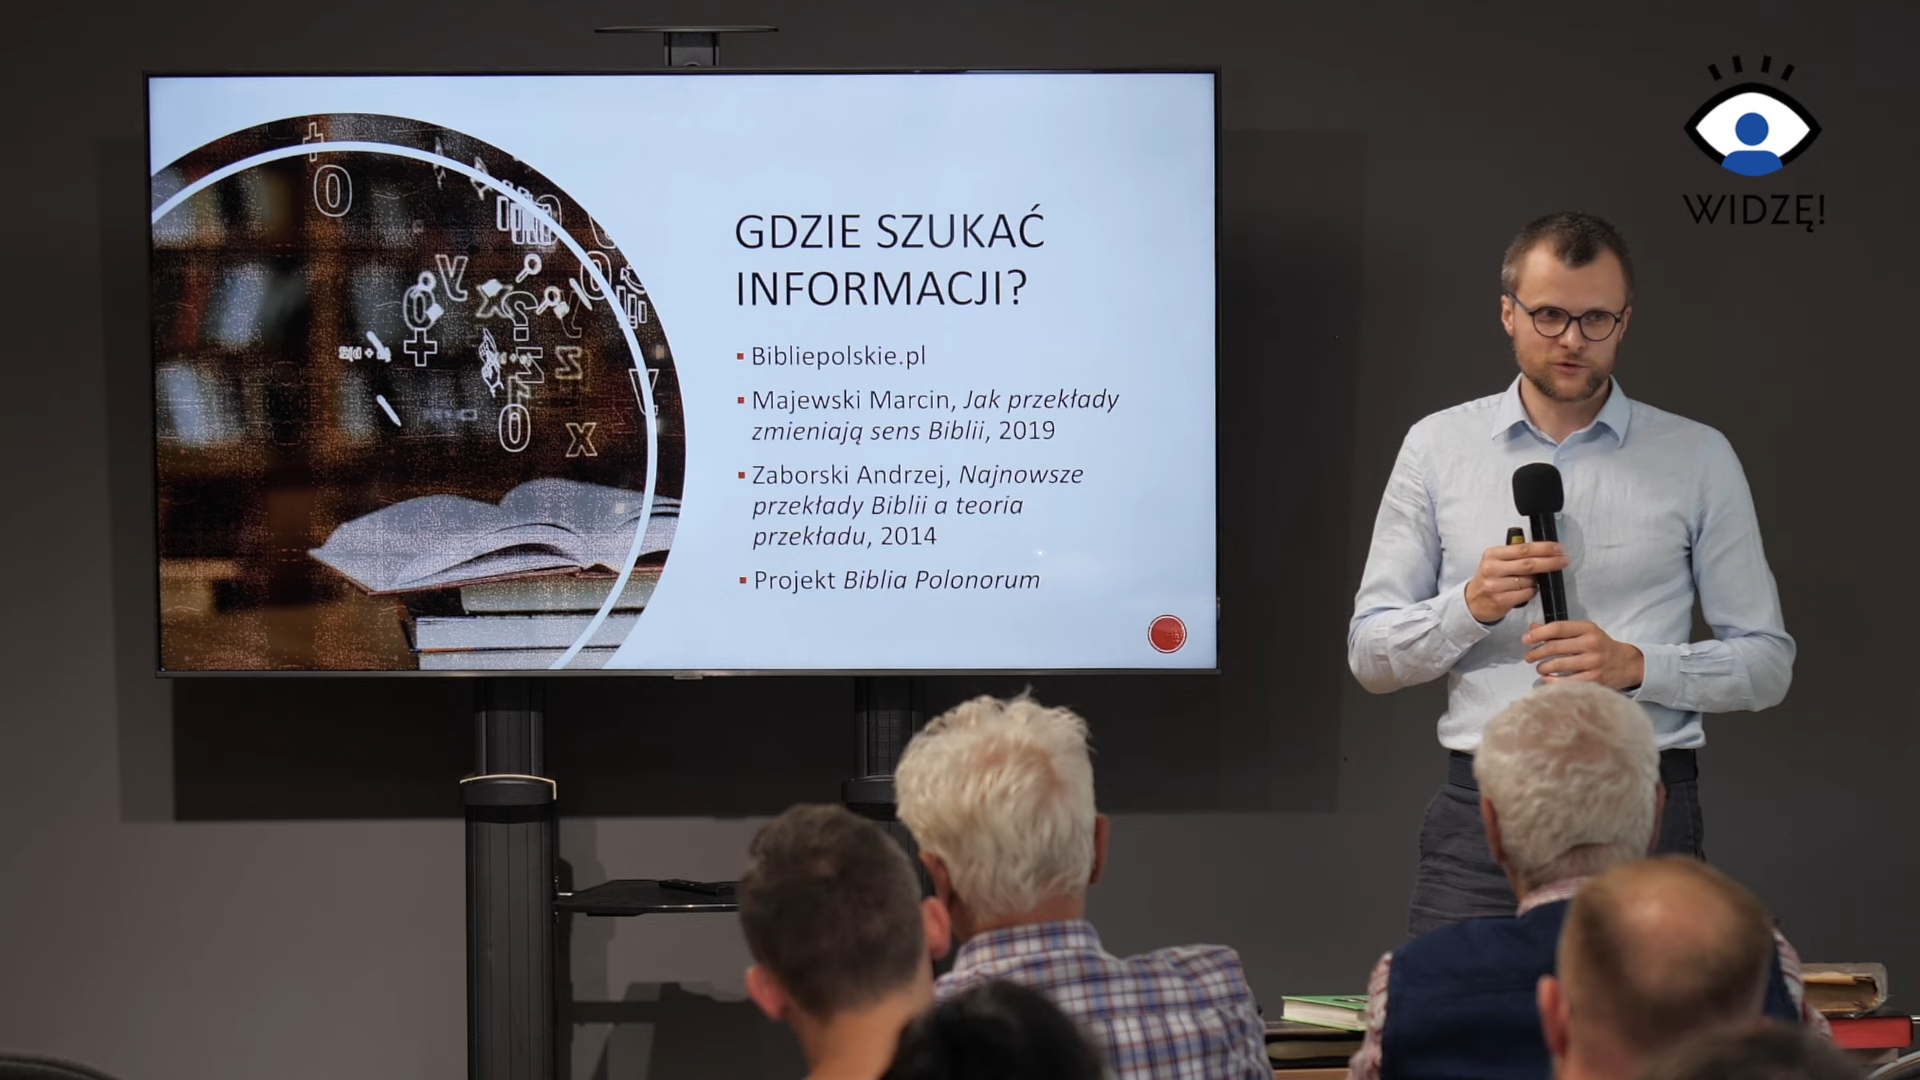 GDZIE SZUKAĆ
INFORMACJI?
Bibliepolskie.pl
Majewski Marcin, Jak przekłady
zmieniają sens Biblii, 2019
Zaborski Andrzej, Najnowsze
przekłady Biblii a teoria
przekładu, 2014
Projekt Biblia Polonorum
WIDZĘ!